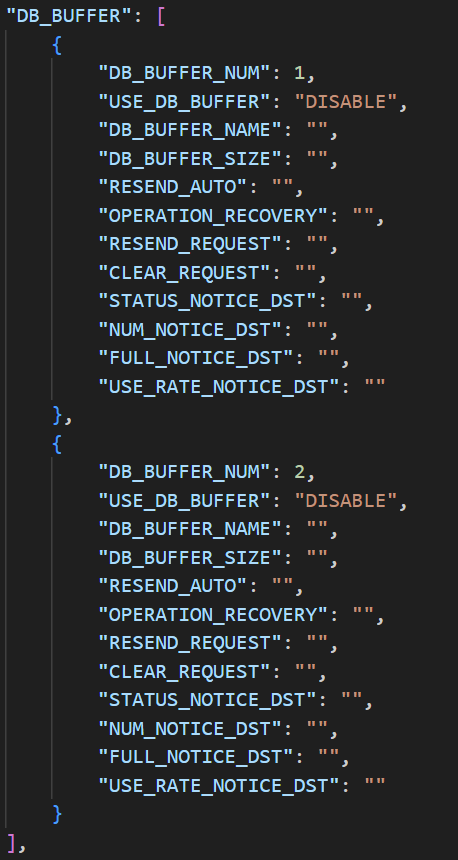 "DB_BUFFER": [
{
"DB_BUFFER_NUM": 1,
"USE_DB_BUFFER": "DISABLE",
"DB_BUFFER_NAME": "",
"DB_BUFFER_SIZE": "",
"RESEND_AUTO": "",
"OPERATION_RECOVERY": "",
"RESEND_REQUEST": "",
"CLEAR_REQUEST": "",
"STATUS_NOTICE_DST": "",
"NUM_NOTICE_DST": "",
"FULL_NOTICE_DST": "",
"USE_RATE_NOTICE_DST": ""
},
{
"DB_BUFFER_NUM": 2,
"USE_DB_BUFFER": "DISABLE",
"DB_BUFFER_NAME": "",
"DB_BUFFER_SIZE": "",
"RESEND_AUTO": "",
"OPERATION_RECOVERY": "",
"RESEND_REQUEST": "",
"CLEAR_REQUEST": "",
"STATUS_NOTICE_DST": "",
"NUM_NOTICE_DST": "",
"FULL_NOTICE_DST": "",
"USE_RATE_NOTICE_DST": ""
}
],